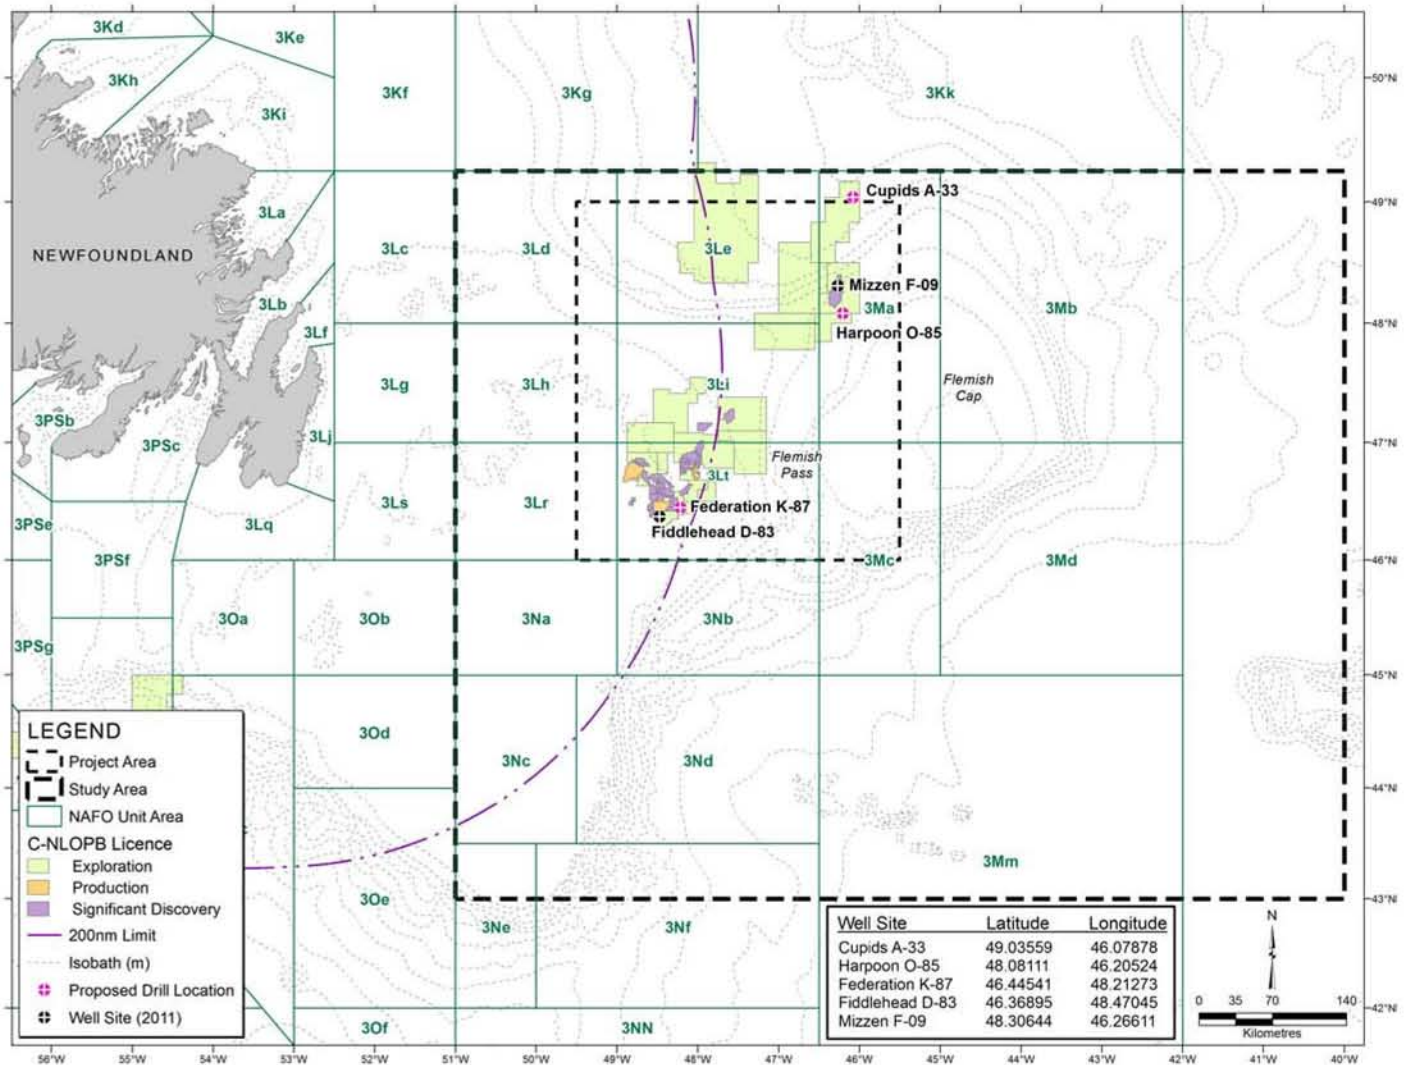 3Kd
3Ke
3Kh
3Kf
3Kg
3Kk
50°N
3Ki
Cupids A-33
49°N
3La
NEWFOUNDLAND
3Lc
3Ld
3Le
Mizzen F-09
3Lb
3Ma
3Mb
3Lf
Harpoon O-85
48°N
3Lg
3Lh
3Li
Flemish
Cap
3PSb
3PSc
3Lj
47°N
Flemish
Pass
3Lt
3Ls
3Lr
Federation K-87
3PSe
3Lq
Fiddlehead D-83
3PSf
3Mc
3Md
46°N
3PSg
3Oa
3Ob
3Na
3Nb
45°N
3Od
3Nc
3Nd
44°N
3Mm
3Oe
43°N
3Ne
3Nf
42°N
3Of
3NN
LEGEND
Project Area
Study Area
NAFO Unit Area
C-NLOPB Licence
Exploration
Production
Significant Discovery
200nm Limit
Isobath (m)
Proposed Drill Location
Well Site (2011)
Well Site Latitude Longitude
Cupids A-33 49.03559 46.07878
Harpoon O-85 48.08111 46.20524
Federation K-87 46.44541 48.21273
Fiddlehead D-83 46.36895 48.47045
Mizzen F-09 48.30644 46.26611
N
0 35 70 140
Kilometres
56°W 55°W 54°W 53°W 52°W 51°W 50°W 49°W 48°W 47°W 46°W 45°W 44°W 43°W 42°W 41°W 40°W